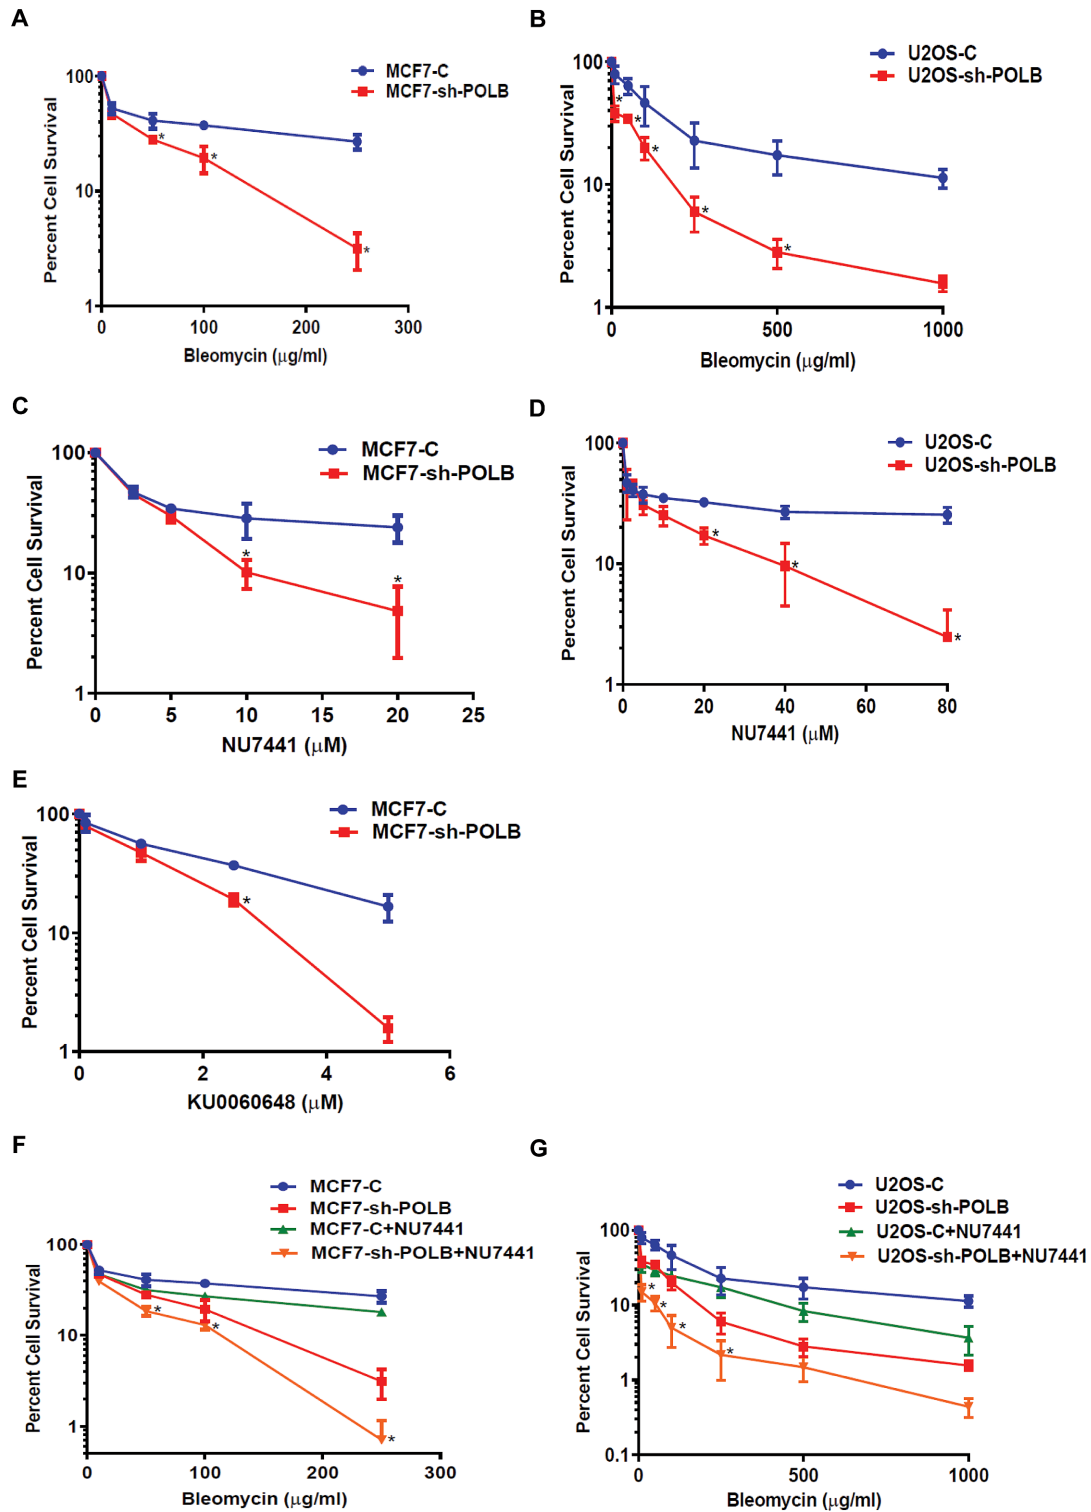 A
MCF7-C
MCF7-sh-POLB
Percent Cell Survival
100
10
1
*
*
*
0 100 200 300
Bleomycin (μg/ml)
B
U2OS-C
U2OS-sh-POLB
Percent Cell Survival
100
10
1
*
*
*
*
*
0 500 1000
Bleomycin (μg/ml)
C
MCF7-C
MCF7-sh-POLB
Percent Cell Survival
100
10
1
*
*
0 5 10 15 20 25
NU7441 (μM)
D
U2OS-C
U2OS-sh-POLB
Percent Cell Survival
100
10
1
*
*
*
0 20 40 60 80
NU7441 (μM)
E
MCF7-C
MCF7-sh-POLB
Percent Cell Survival
100
10
1
*
0 2 4 6
KU0060648 (μM)
F
MCF7-C
MCF7-sh-POLB
MCF7-C+NU7441
MCF7-sh-POLB+NU7441
Percent Cell Survival
100
10
1
*
*
*
0 100 200 300
Bleomycin (μg/ml)
G
U2OS-C
U2OS-sh-POLB
U2OS-C+NU7441
U2OS-sh-POLB+NU7441
Percent Cell Survival
100
10
1
0.1
*
*
*
*
0 500 1000
Bleomycin (μg/ml)